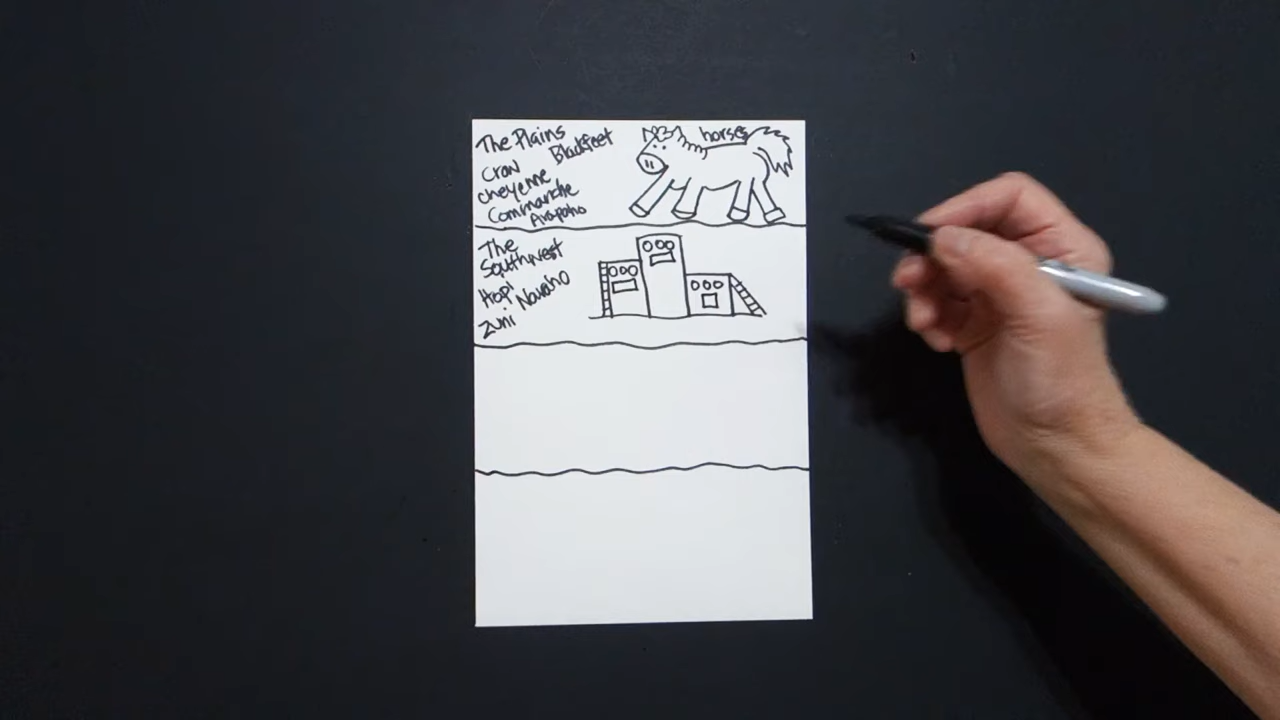 The Plains
Blackfeet
Crow
cheyenne
Commanche
Arapaho
horses
The
Southwest
Hopi
Navaho
Zuni